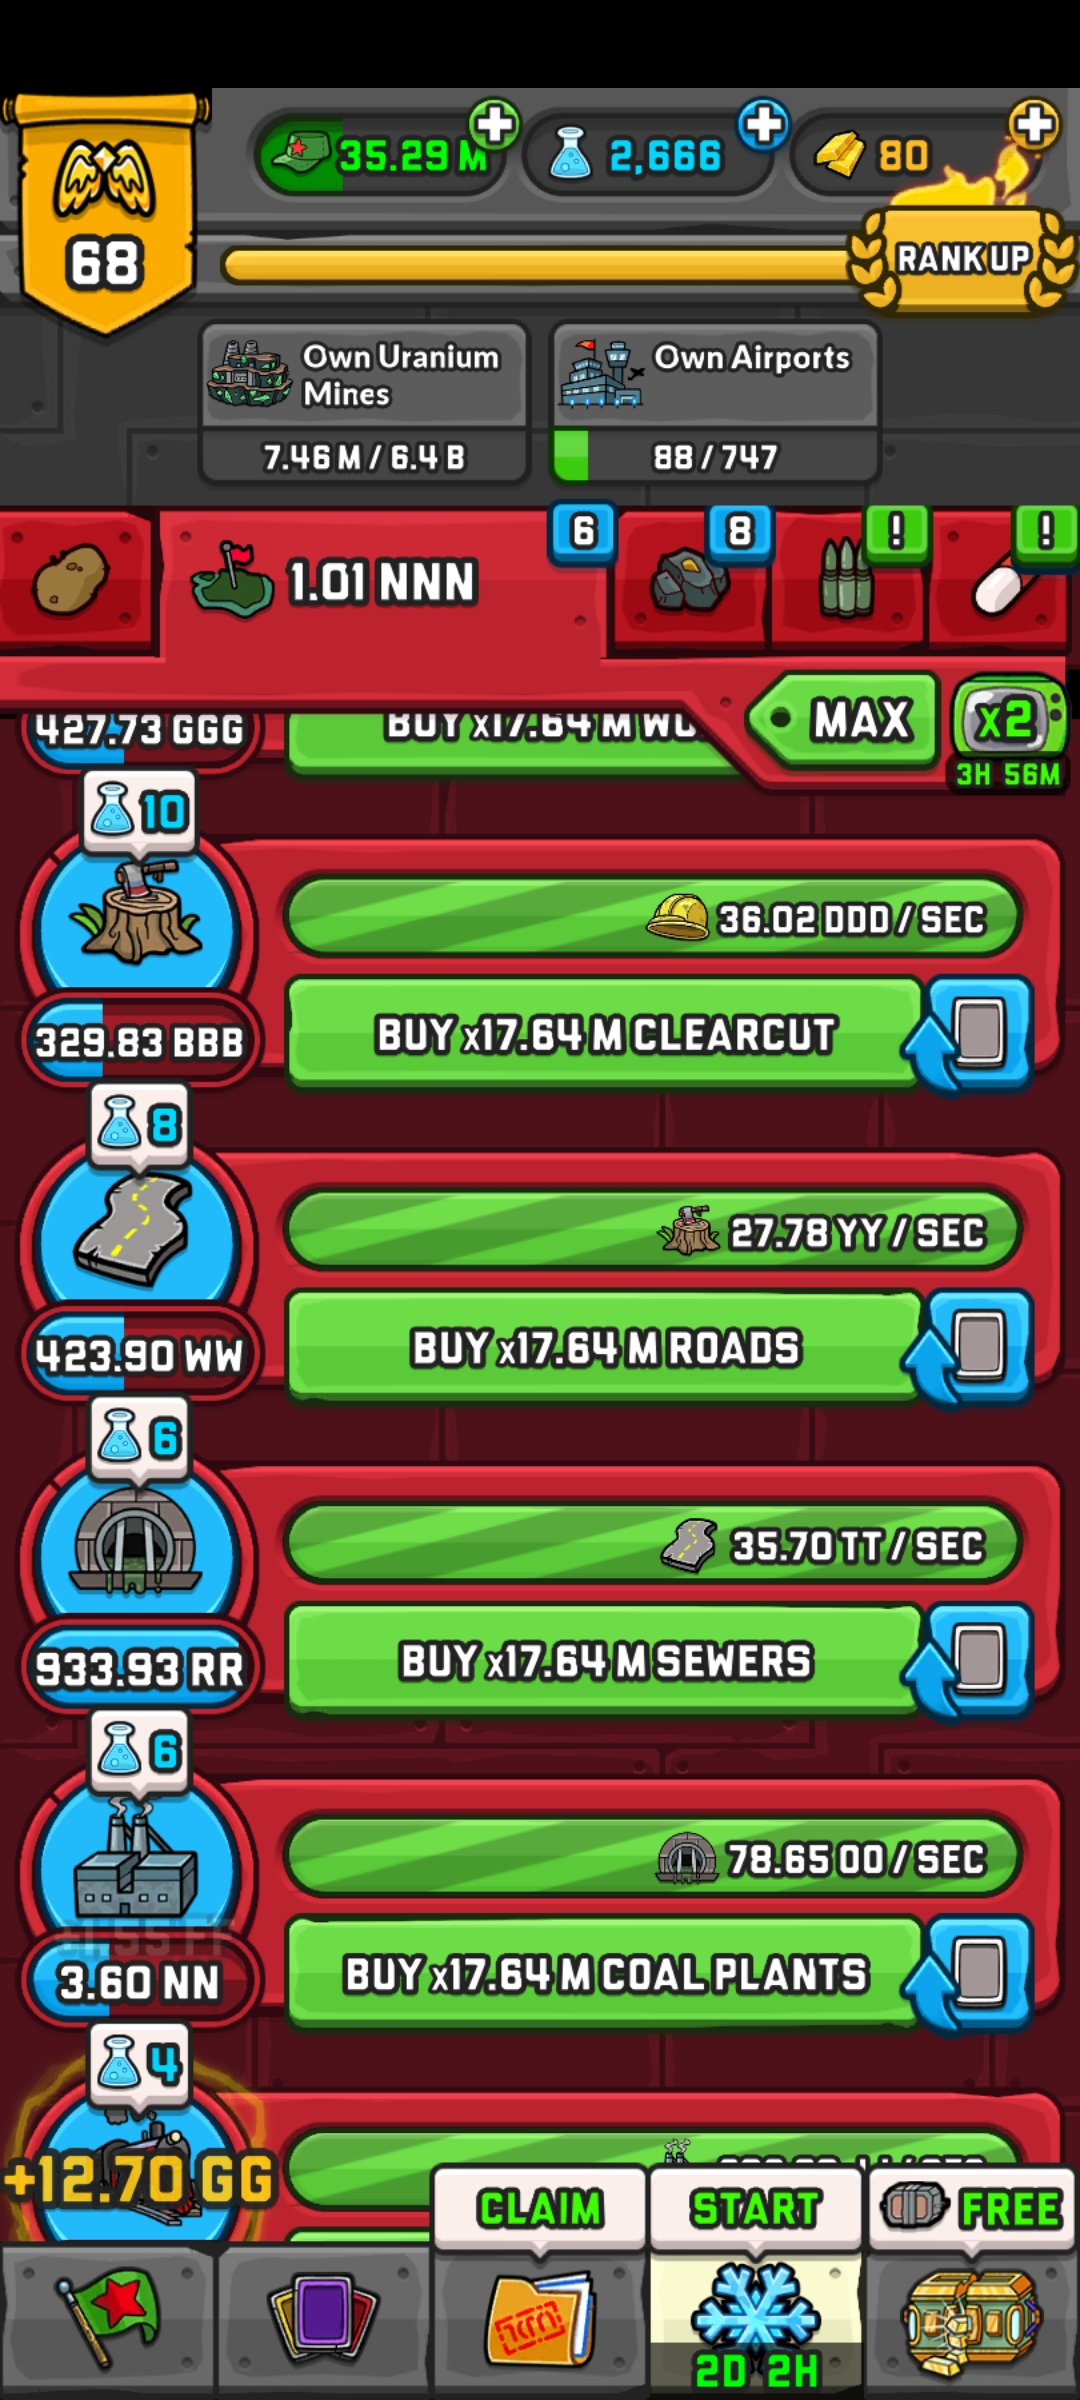 35.29 M
2,666
80
68
RANK UP
Own Uranium
Mines
7.46 M / 6.4 B
Own Airports
88 / 747
1.01 NNN
6
8
!
!
427.73 GGG
BUY x17.64 M
MAX
x2
3H 56M
10
36.02 DDD / SEC
329.83 BBB
BUY x17.64 M CLEARCUT
8
27.78 YY / SEC
423.90 WW
BUY x17.64 M ROADS
6
35.70 TT / SEC
933.93 RR
BUY x17.64 M SEWERS
6
78.65 OO / SEC
3.60 NN
BUY x17.64 M COAL PLANTS
4
+12.70 GG
CLAIM
START
FREE
2D 2H